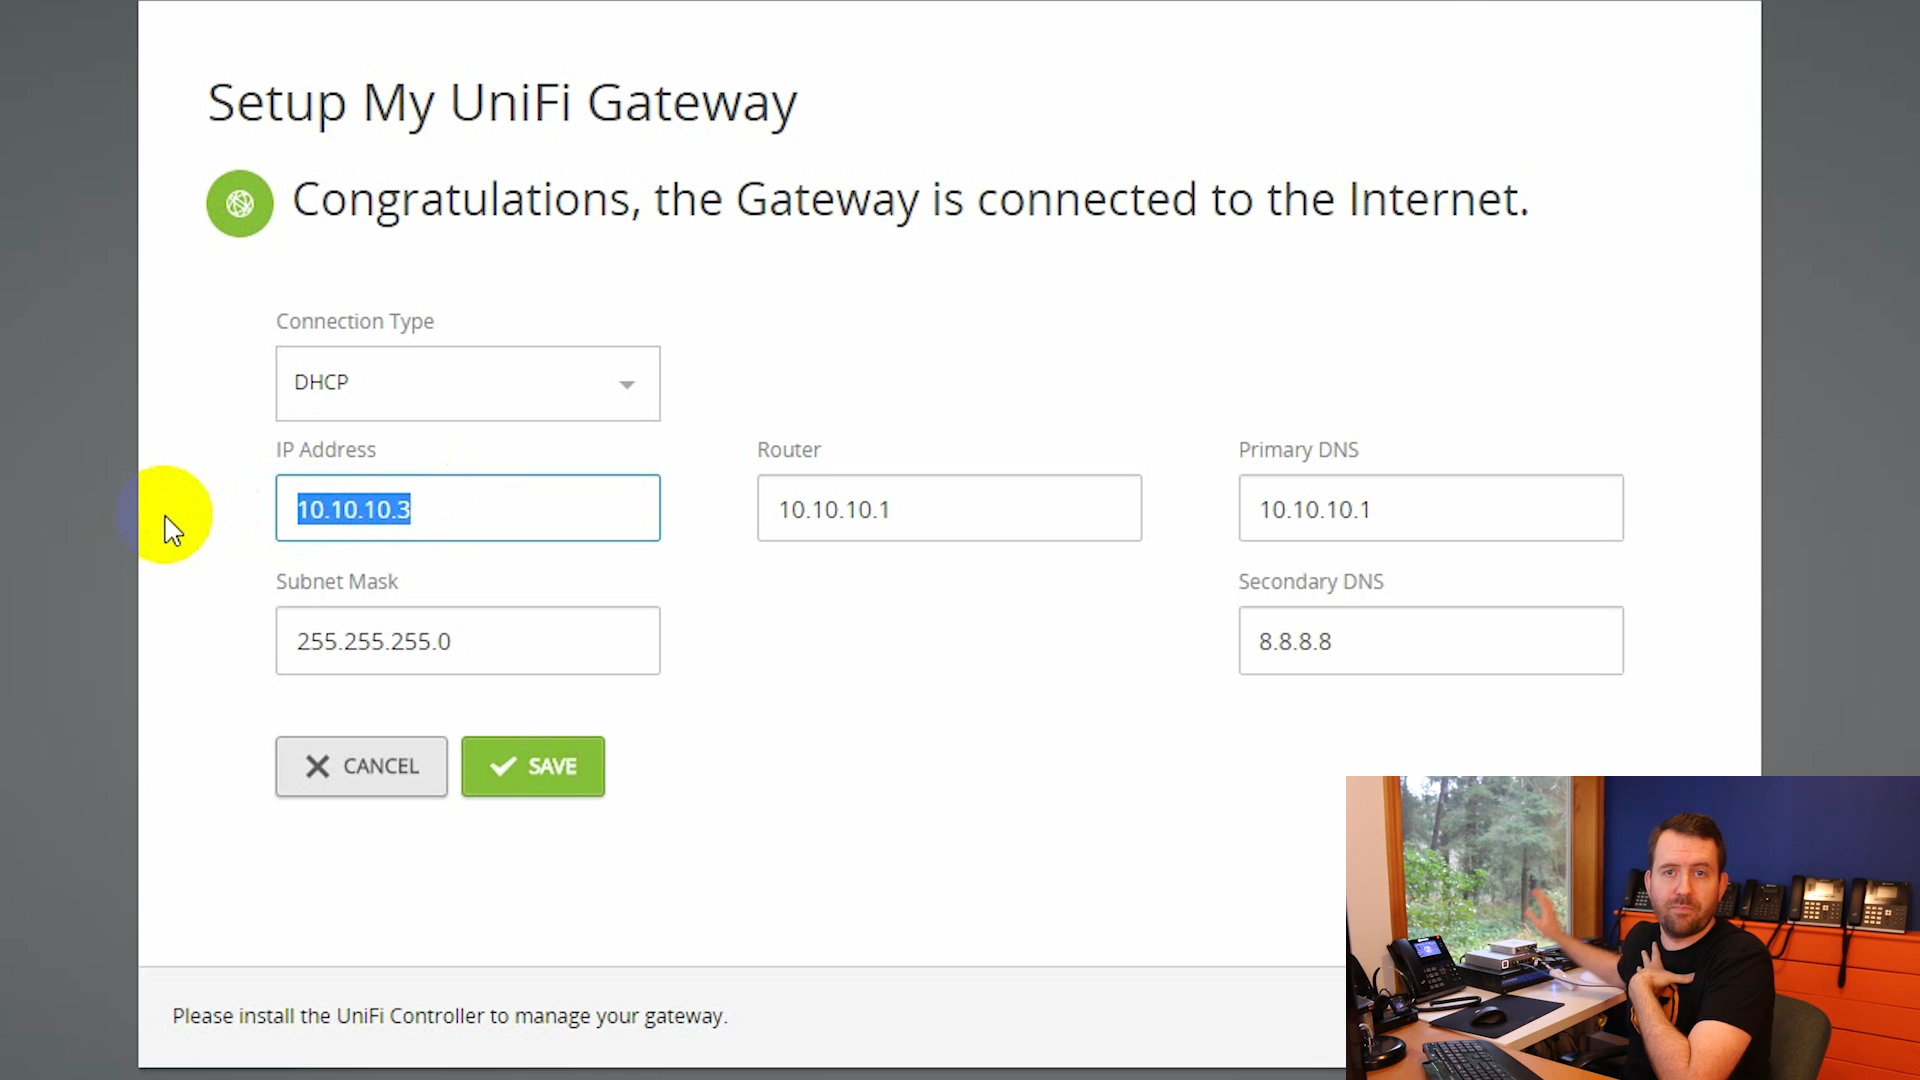 Setup My UniFi Gateway
Congratulations, the Gateway is connected to the Internet.
Connection Type
DHCP
IP Address
Router
Primary DNS
10.10.10.3
10.10.10.1
10.10.10.1
Subnet Mask
Secondary DNS
255.255.255.0
8.8.8.8
CANCEL
SAVE
Please install the UniFi Controller to manage your gateway.